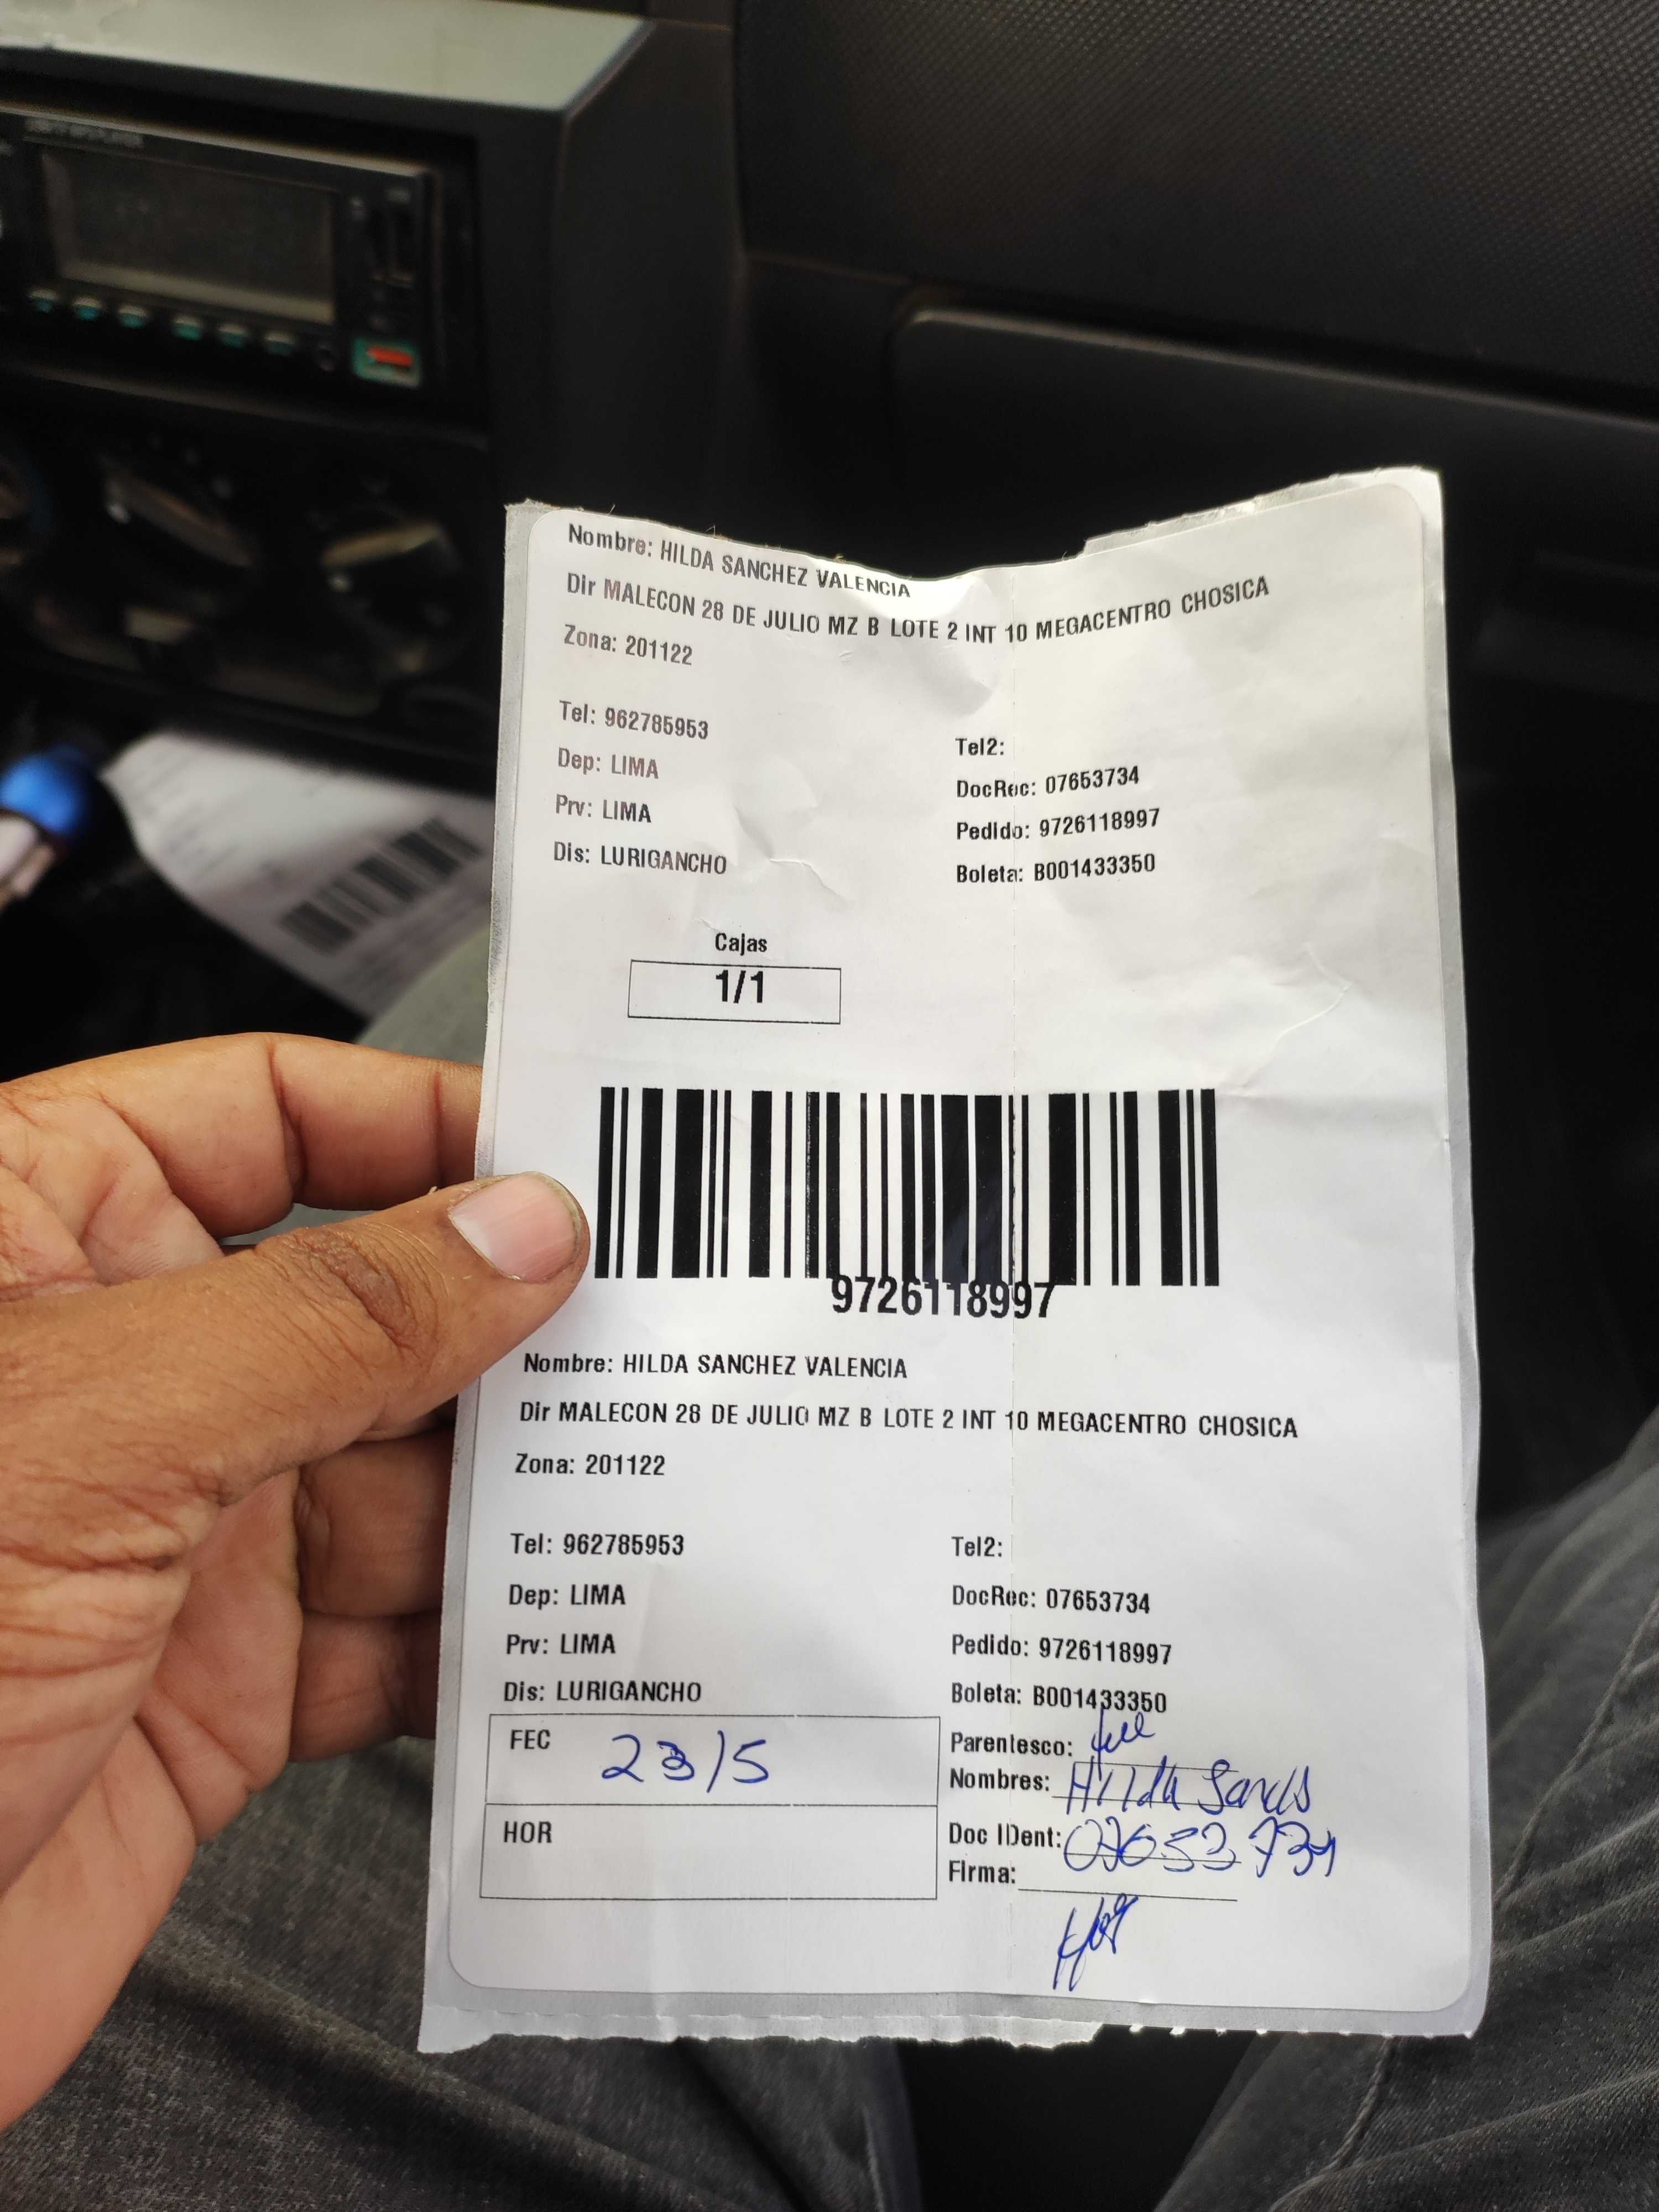 Nombre: HILDA SANCHEZ VALENCIA
Dir MALECON 28 DE JULIO MZ B LOTE 2 INT 10 MEGACENTRO CHOSICA
Zona: 201122
Tel: 962785953 Tel2:
Dep: LIMA DocRec: 07653734
Prv: LIMA Pedido: 9726118997
Dis: LURIGANCHO Boleta: B001433350
Cajas
1/1
9726118997
Nombre: HILDA SANCHEZ VALENCIA
Dir MALECON 28 DE JULIO MZ B LOTE 2 INT 10 MEGACENTRO CHOSICA
Zona: 201122
Tel: 962785953 Tel2:
Dep: LIMA DocRec: 07653734
Prv: LIMA Pedido: 9726118997
Dis: LURIGANCHO Boleta: B001433350
FEC 23/5 Parentesco:
Nombres: Hilda
HOR Doc IDent: 07653734
Firma: